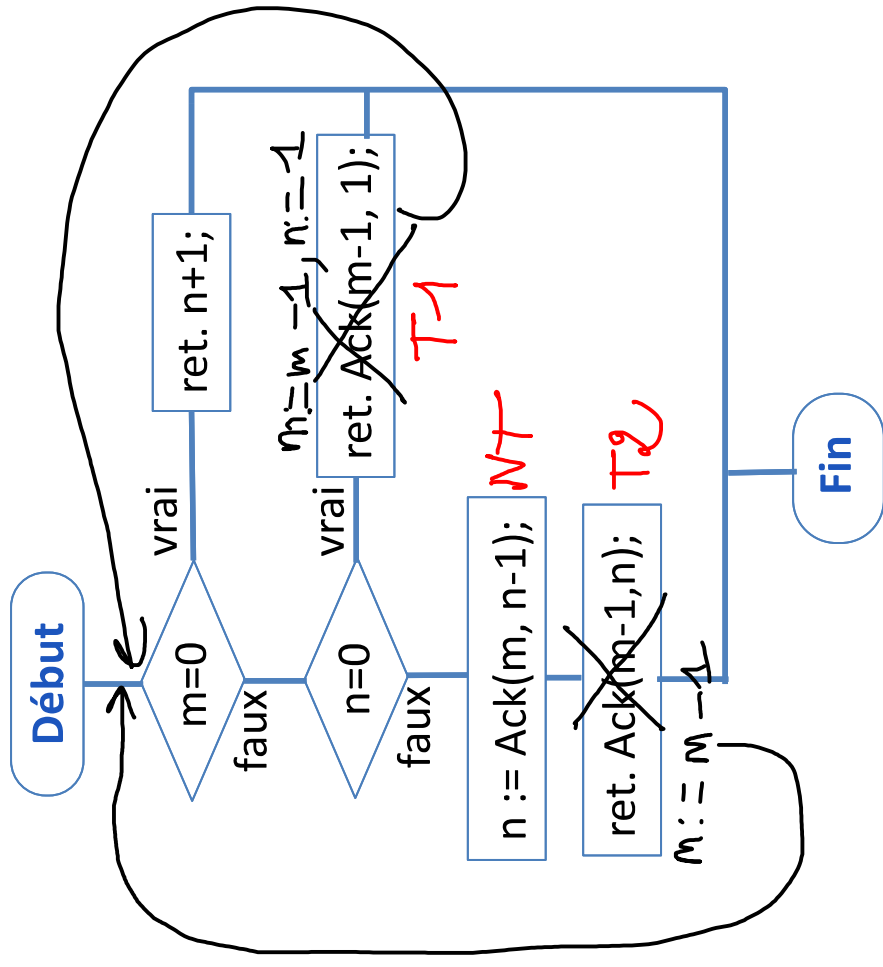 Début
m=0
vrai
ret. n+1;
faux
n=0
vrai
m:=m-1, n:=1
ret. Ack(m-1, 1);
T1
faux
n := Ack(m, n-1);
NT
ret. Ack(m-1,n);
T2
m:=m-1
Fin